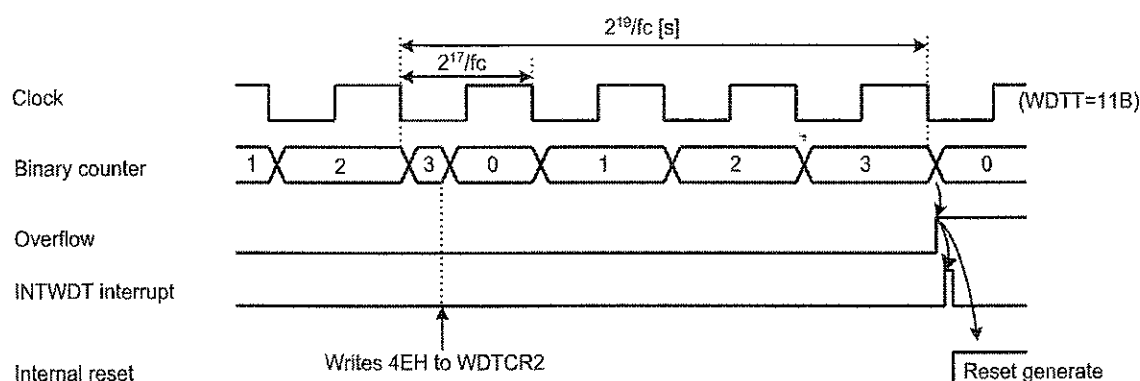 2¹⁹/fc [s]
2¹⁷/fc
Clock
(WDTT=11B)
Binary counter
1 2 3 0 1 2 3 0
Overflow
INTWDT interrupt
Writes 4EH to WDTCR2
Internal reset
Reset generate